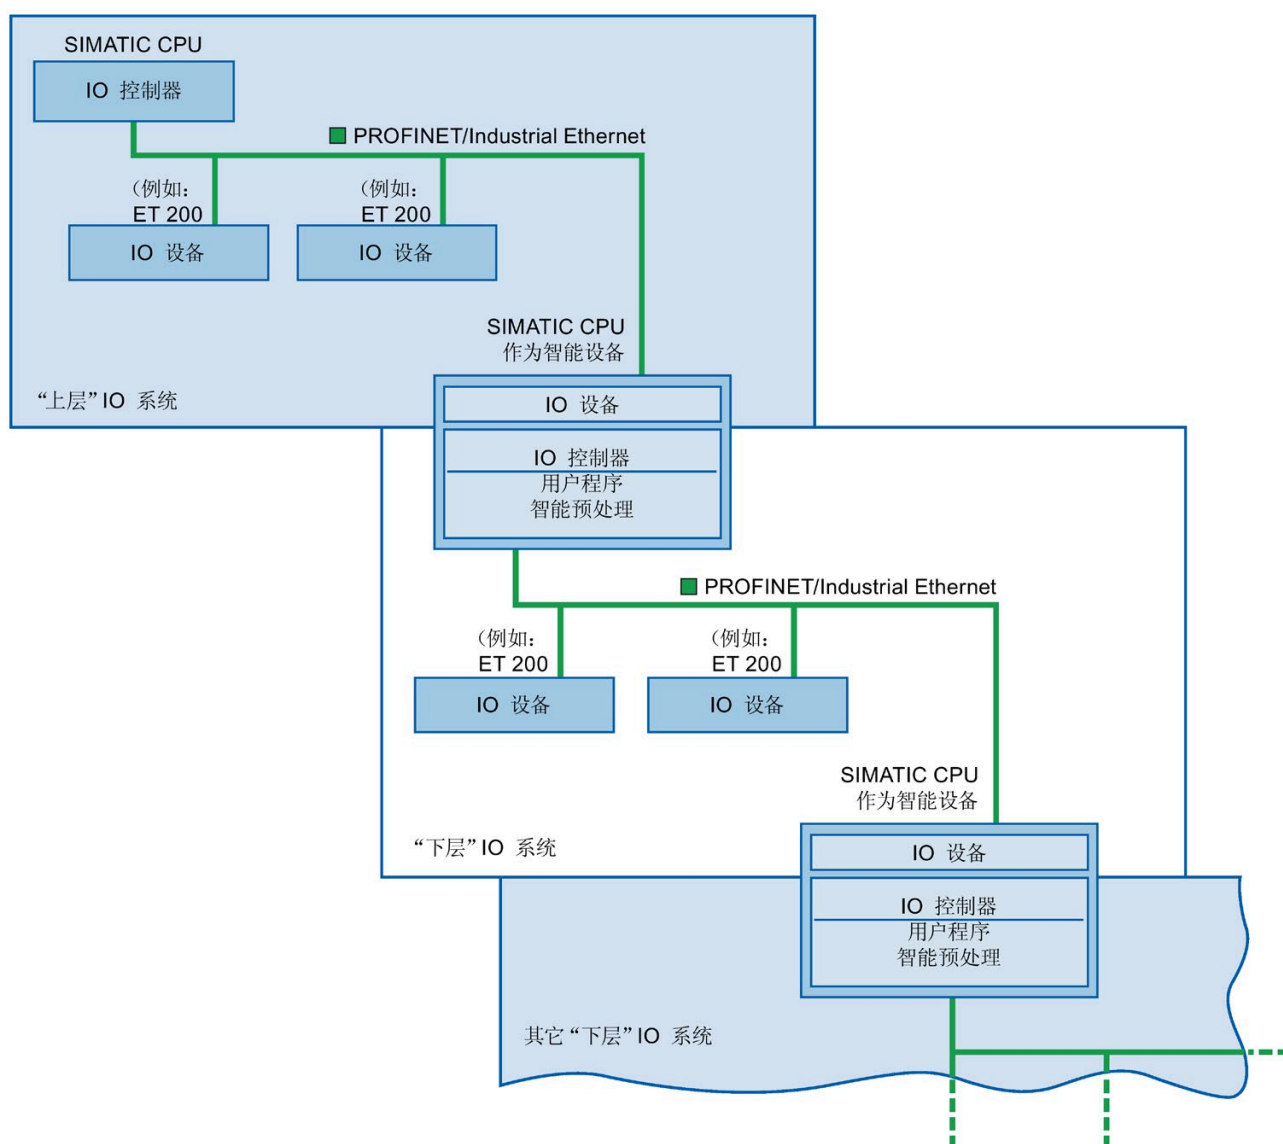 SIMATIC CPU
IO 控制器
PROFINET/Industrial Ethernet
(例如:
ET 200
IO 设备
(例如:
ET 200
IO 设备
SIMATIC CPU
作为智能设备
“上层”IO 系统
IO 设备
IO 控制器
用户程序
智能预处理
PROFINET/Industrial Ethernet
(例如:
ET 200
IO 设备
(例如:
ET 200
IO 设备
SIMATIC CPU
作为智能设备
“下层”IO 系统
IO 设备
IO 控制器
用户程序
智能预处理
其它“下层”IO 系统